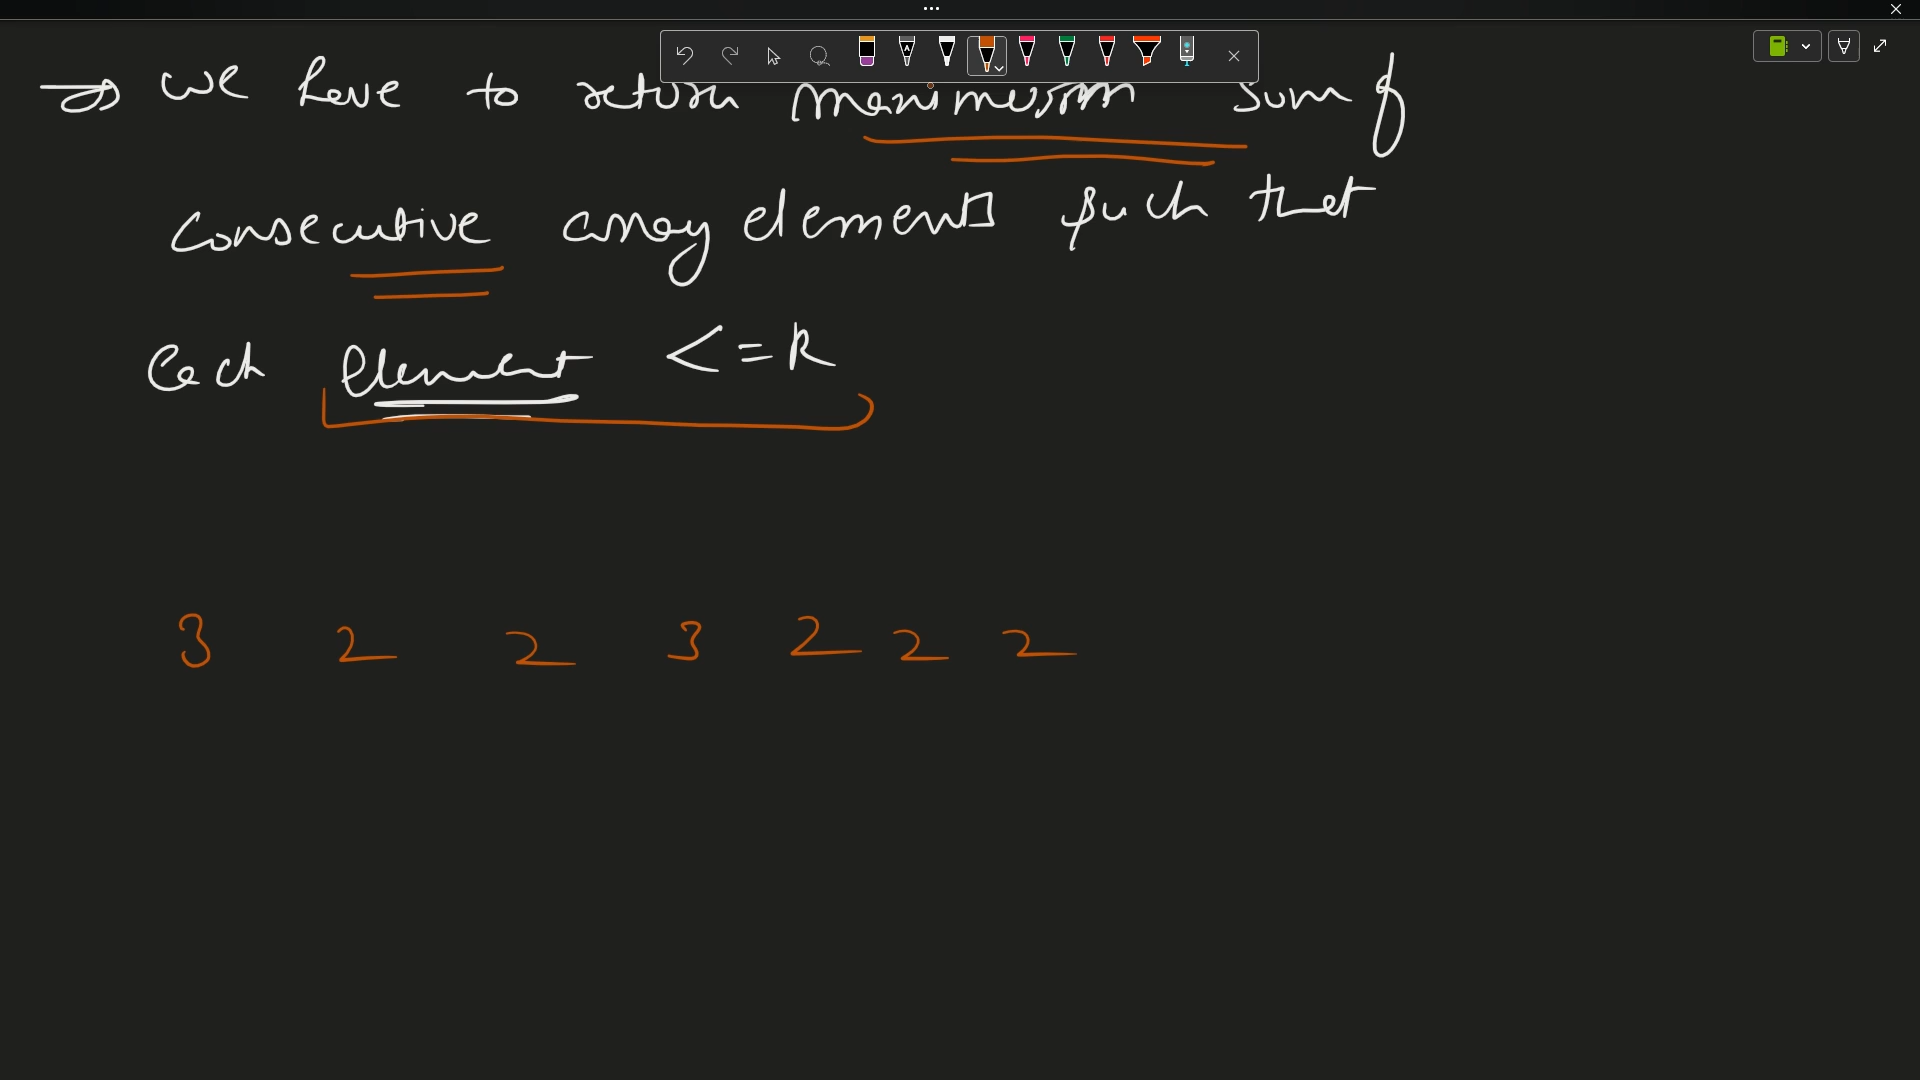 → we have to return maximum sum of
consecutive array elements such that
each element <=k
3 2 2 3 2 2 2